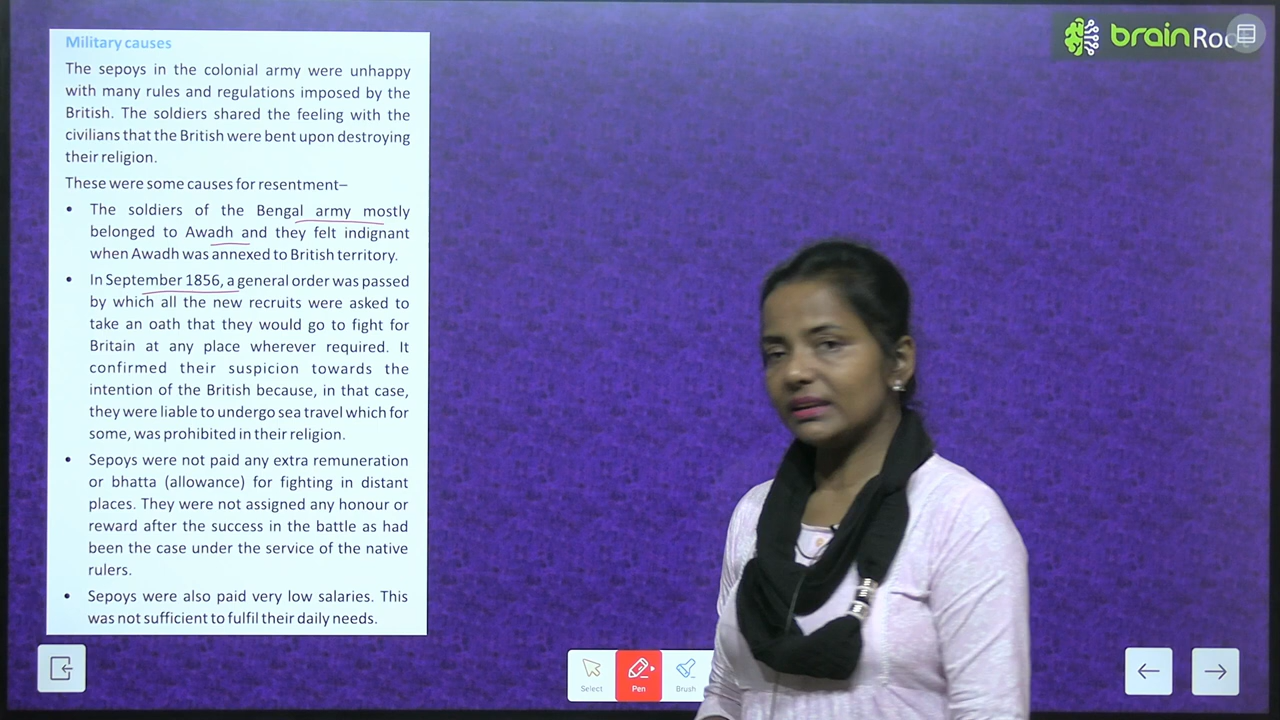 Military causes
The sepoys in the colonial army were unhappy
with many rules and regulations imposed by the
British. The soldiers shared the feeling with the
civilians that the British were bent upon destroying
their religion.
These were some causes for resentment–
• The soldiers of the Bengal army mostly
belonged to Awadh and they felt indignant
when Awadh was annexed to British territory.
• In September 1856, a general order was passed
by which all the new recruits were asked to
take an oath that they would go to fight for
Britain at any place wherever required. It
confirmed their suspicion towards the
intention of the British because, in that case,
they were liable to undergo sea travel which for
some, was prohibited in their religion.
• Sepoys were not paid any extra remuneration
or bhatta (allowance) for fighting in distant
places. They were not assigned any honour or
reward after the success in the battle as had
been the case under the service of the native
rulers.
• Sepoys were also paid very low salaries. This
was not sufficient to fulfil their daily needs.
brain
Select
Pen
Brush